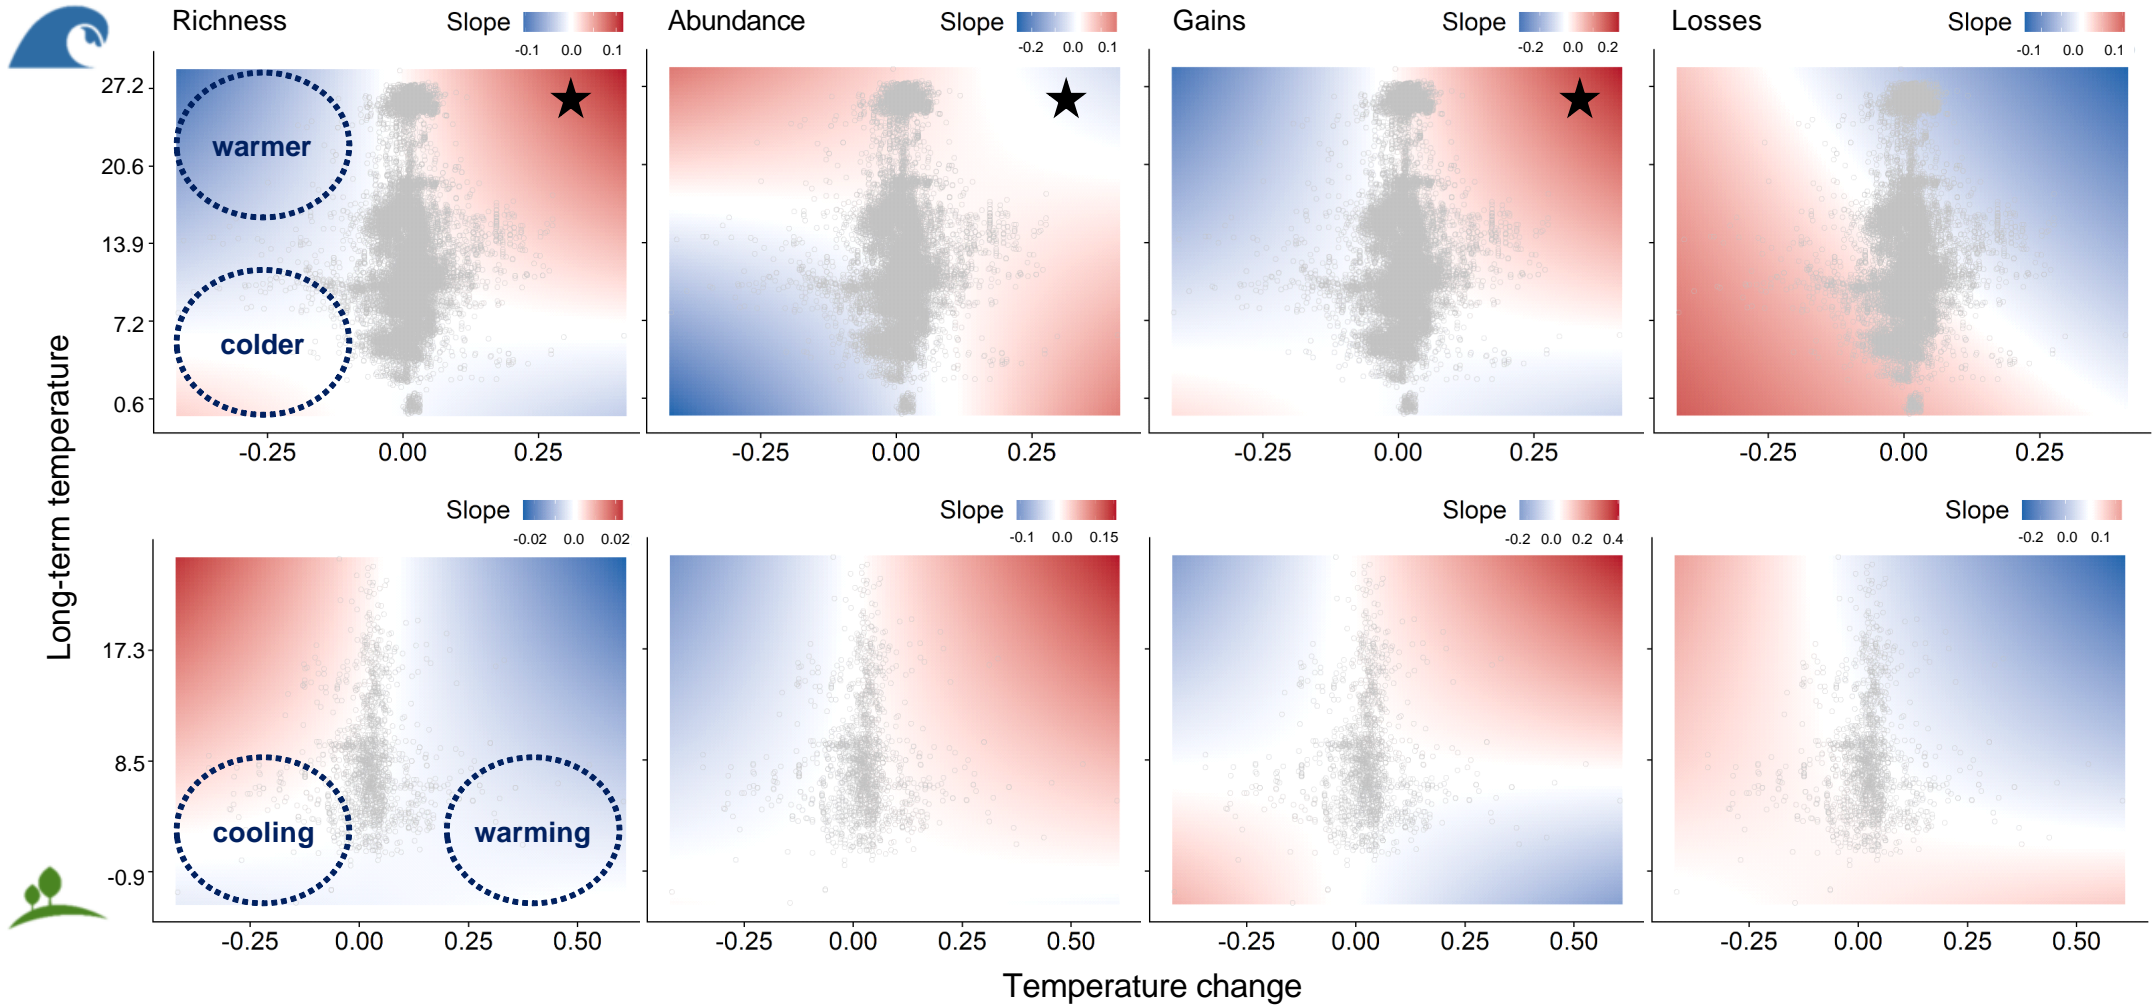 Richness Slope Abundance Slope Gains Slope Losses Slope
-0.1 0.0 0.1 -0.2 0.0 0.1 -0.2 0.0 0.2 -0.1 0.0 0.1
27.2
warmer
20.6
13.9
7.2
colder
0.6
-0.25 0.00 0.25 -0.25 0.00 0.25 -0.25 0.00 0.25 -0.25 0.00 0.25
Long-term temperature
Slope Slope Slope Slope
-0.02 0.0 0.02 -0.1 0.0 0.15 -0.2 0.0 0.2 0.4 -0.2 0.0 0.1
17.3
8.5
cooling warming
-0.9
-0.25 0.00 0.25 0.50 -0.25 0.00 0.25 0.50 -0.25 0.00 0.25 0.50 -0.25 0.00 0.25 0.50
Temperature change